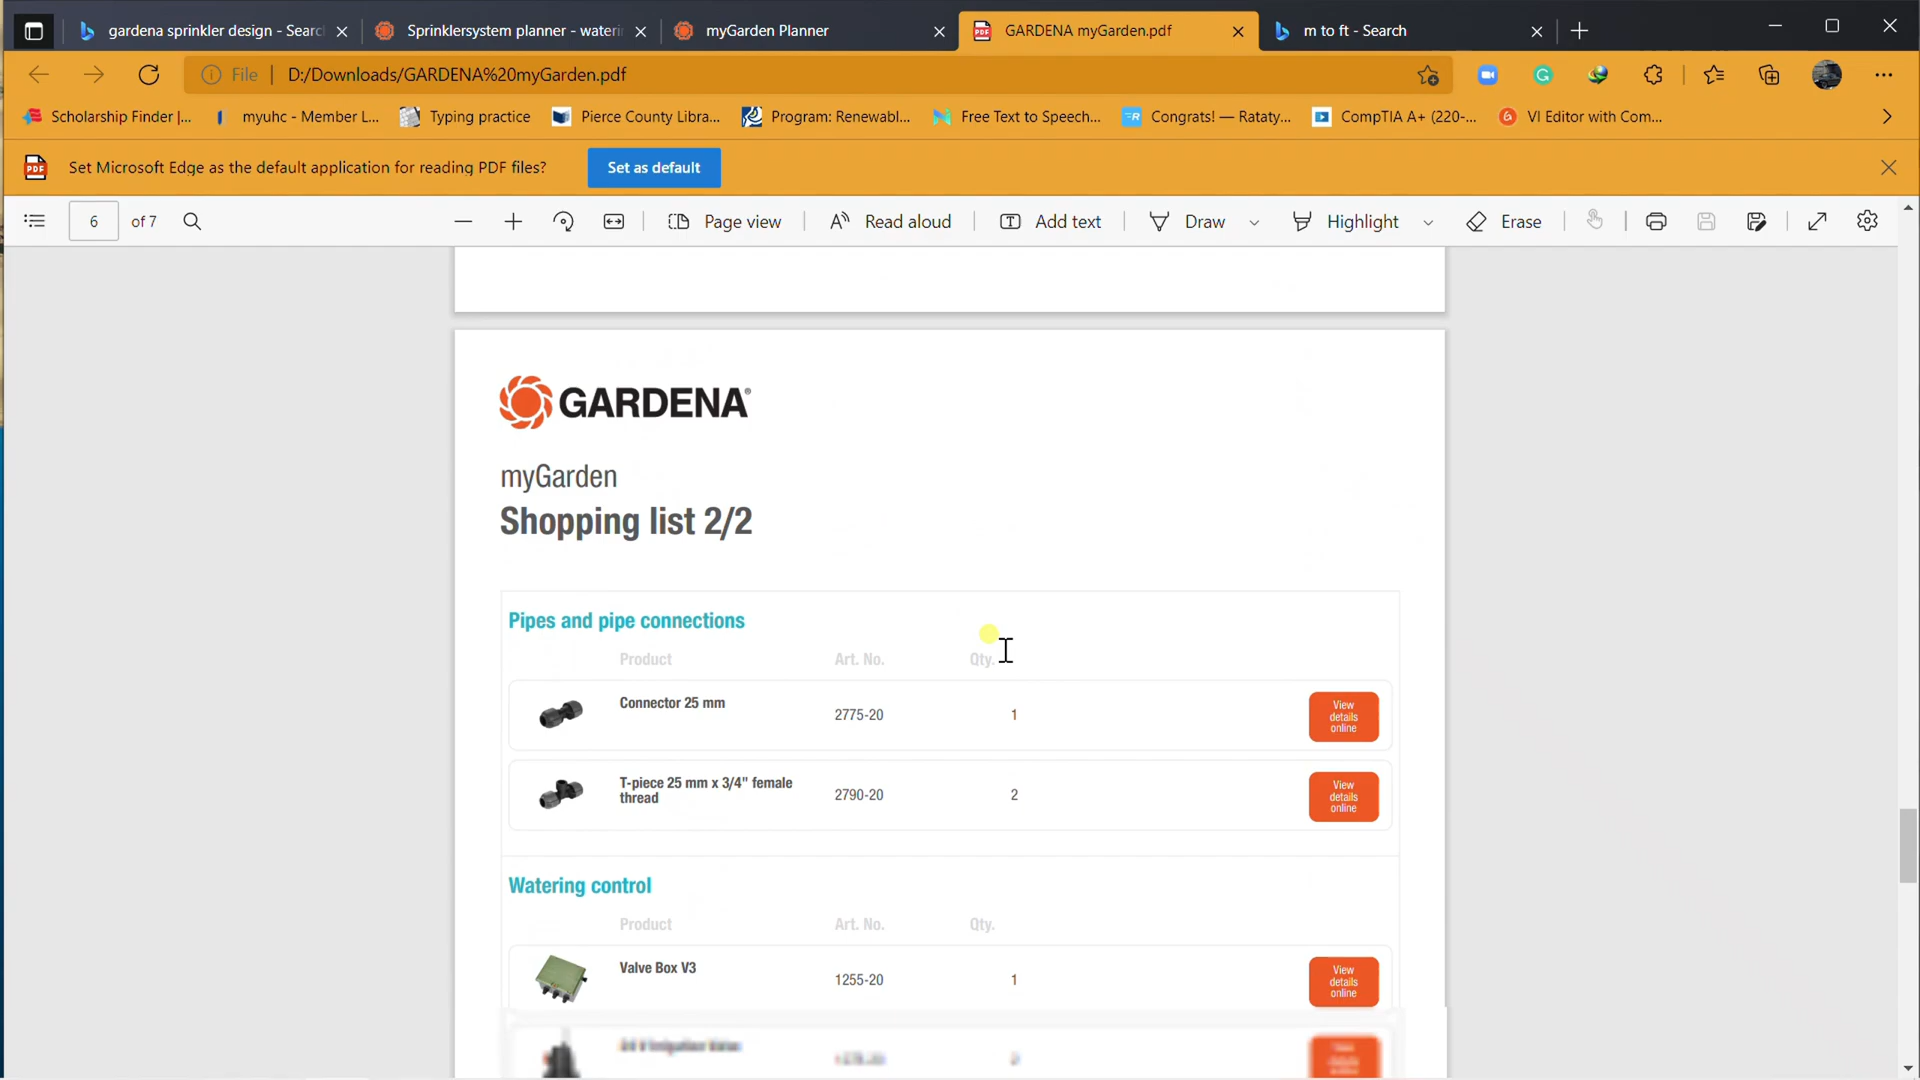 gardena sprinkler design - Searc
Sprinklersystem planner - wateri
myGarden Planner
GARDENA myGarden.pdf
m to ft - Search
File
D:/Downloads/GARDENA%20myGarden.pdf
Scholarship Finder |...
myuhc - Member L...
Typing practice
Pierce County Libra...
Program: Renewabl...
Free Text to Speech...
Congrats! — Rataty...
CompTIA A+ (220-...
VI Editor with Com...
PDF
Set Microsoft Edge as the default application for reading PDF files?
Set as default
6
of 7
Page view
Read aloud
Add text
Draw
Highlight
Erase
GARDENA®
myGarden
Shopping list 2/2
Pipes and pipe connections
Product
Art. No.
Qty.
Connector 25 mm
2775-20
1
View
details
online
T-piece 25 mm x 3/4" female
thread
2790-20
2
View
details
online
Watering control
Product
Art. No.
Qty.
Valve Box V3
1255-20
1
View
details
online